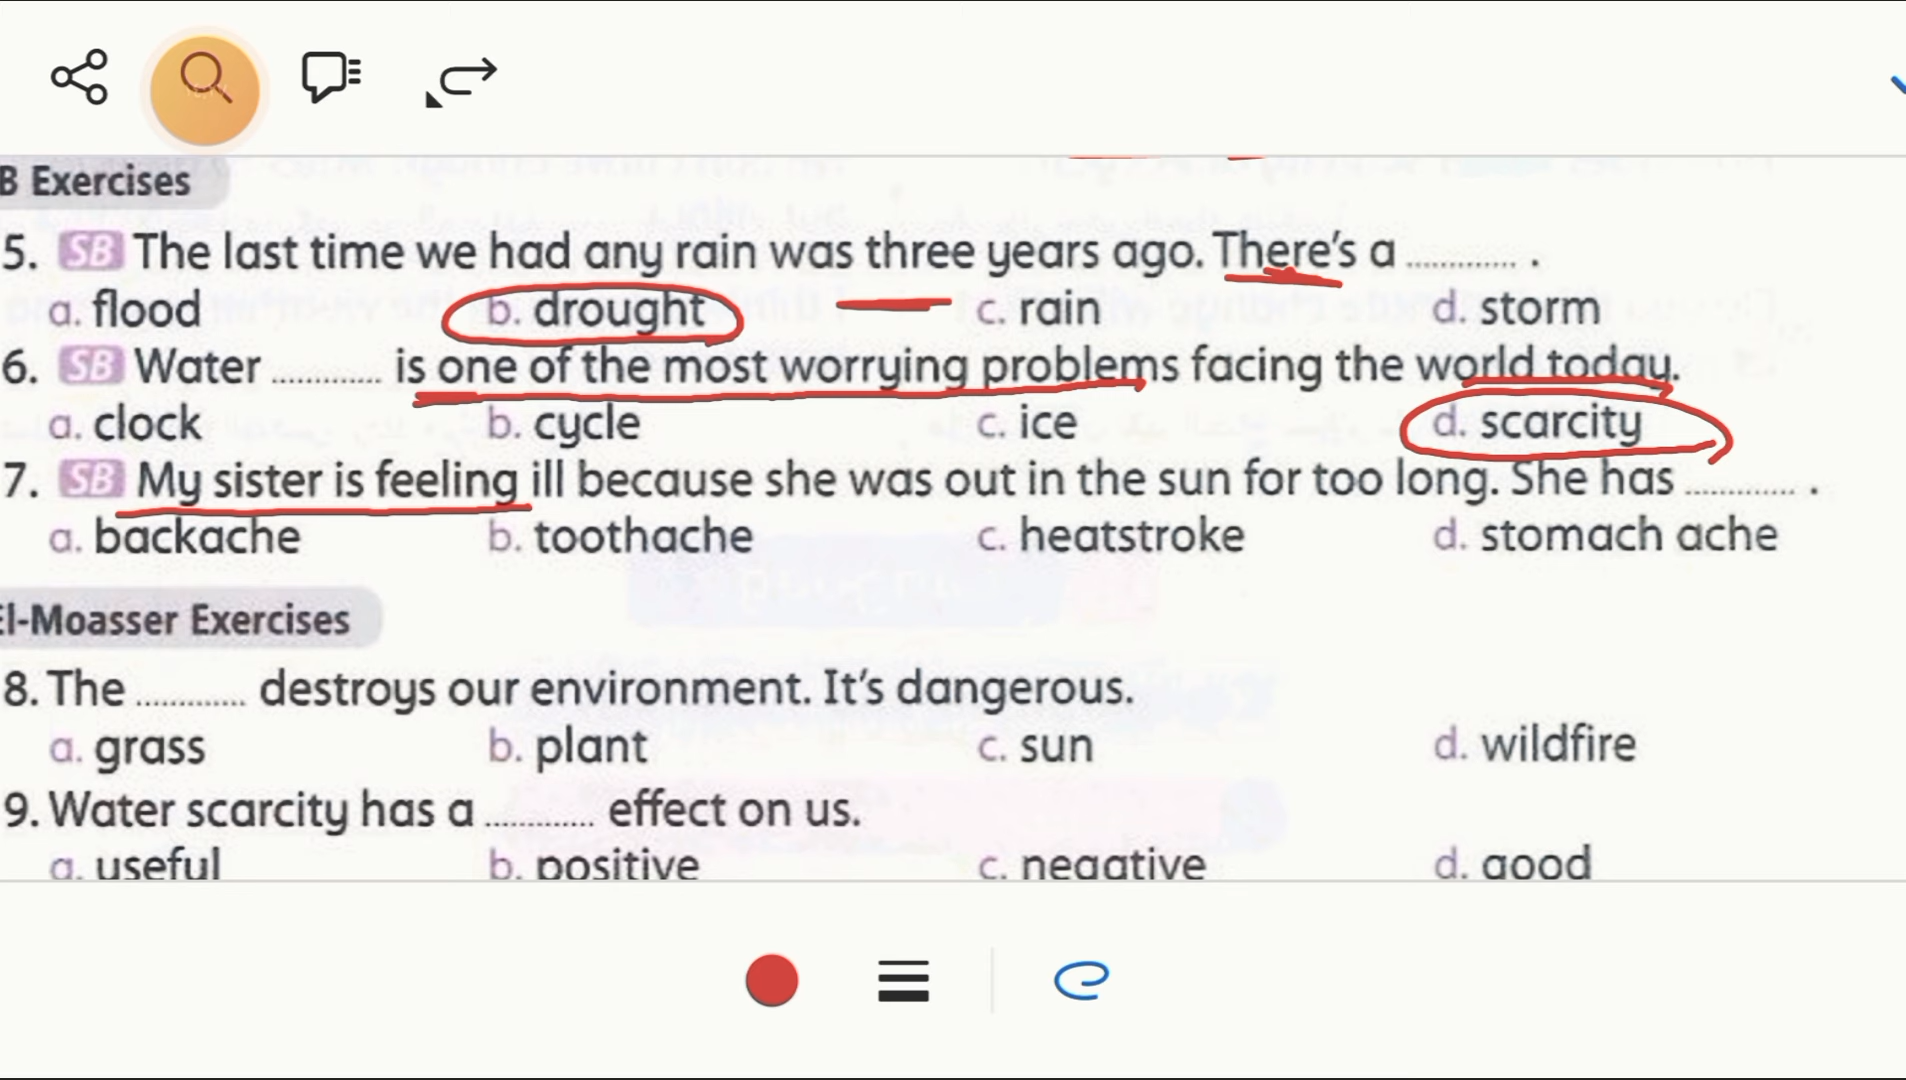 B Exercises
5. SB The last time we had any rain was three years ago. There's a ............. .
a. flood b. drought c. rain d. storm
6. SB Water ............. is one of the most worrying problems facing the world today.
a. clock b. cycle c. ice d. scarcity
7. SB My sister is feeling ill because she was out in the sun for too long. She has ............. .
a. backache b. toothache c. heatstroke d. stomach ache
El-Moasser Exercises
8. The ............. destroys our environment. It's dangerous.
a. grass b. plant c. sun d. wildfire
9. Water scarcity has a ............. effect on us.
a. useful b. positive c. negative d. good